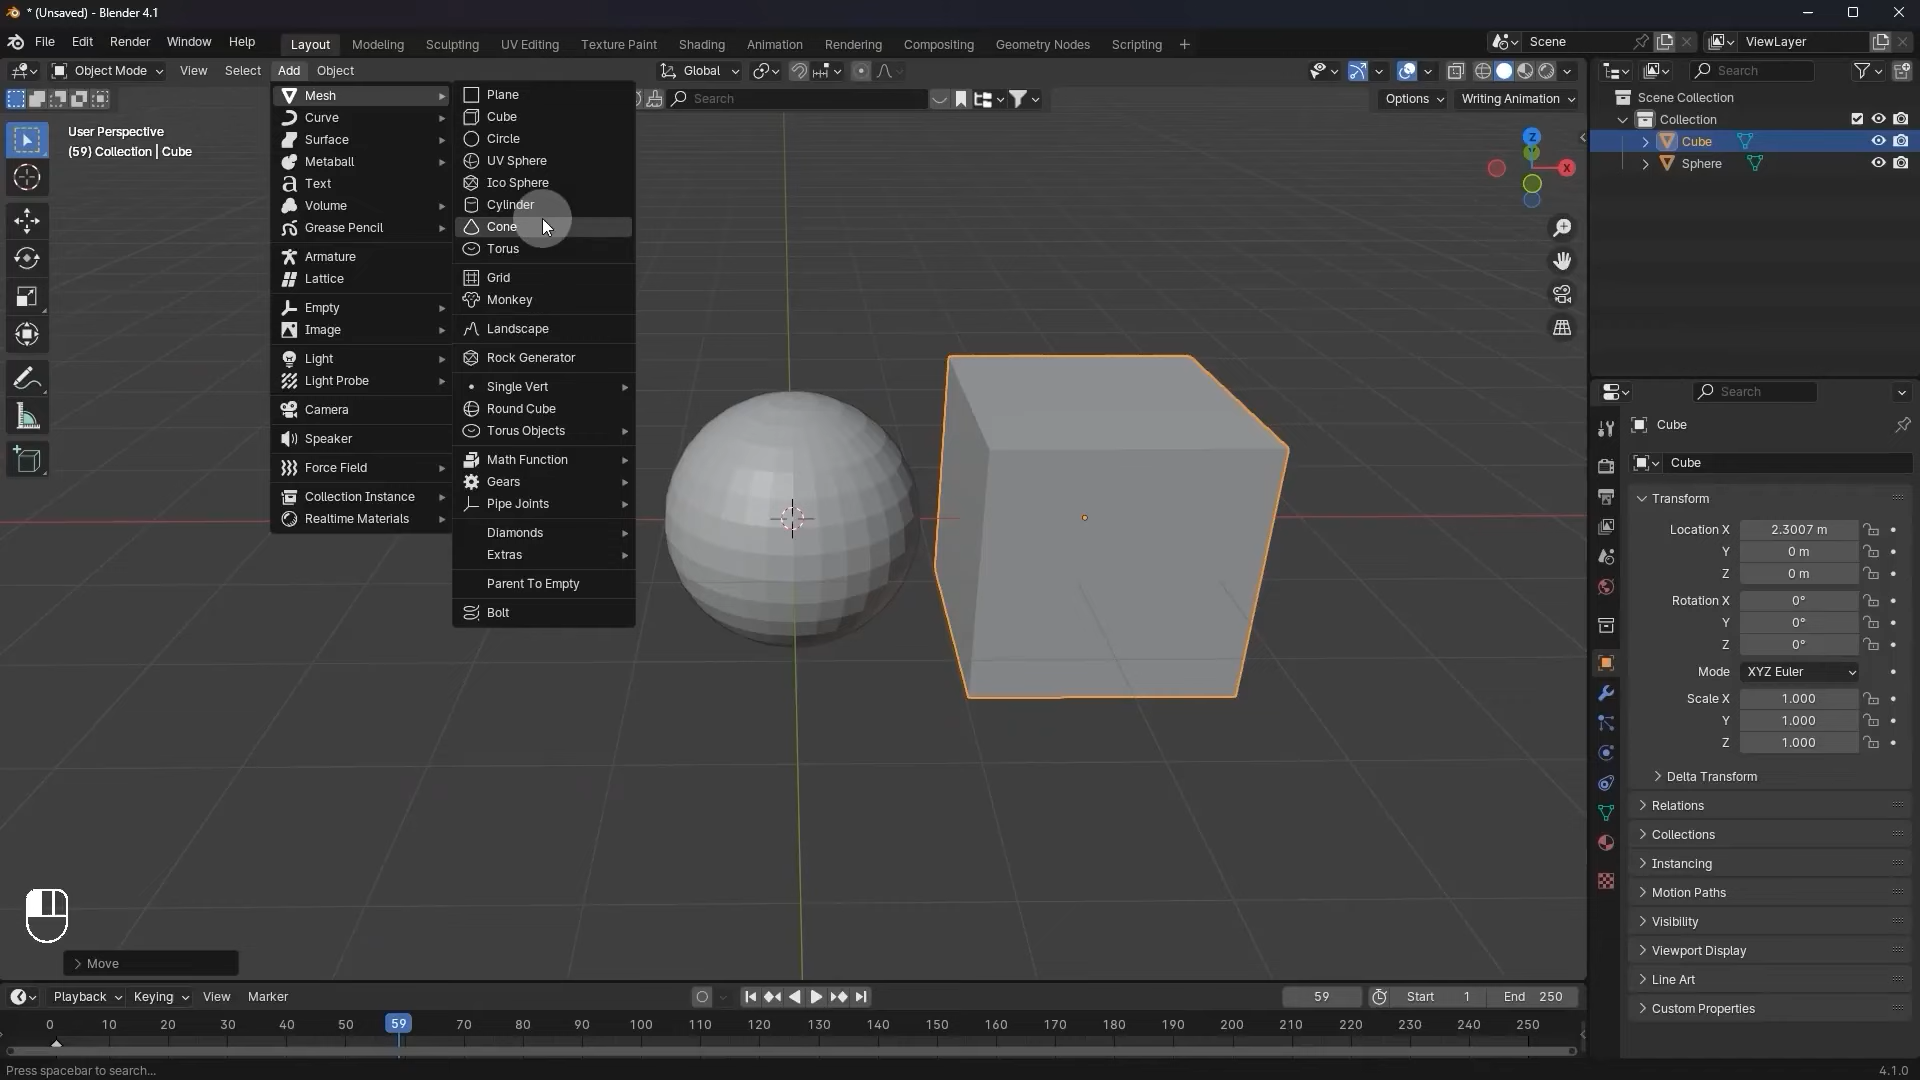 * (Unsaved) - Blender 4.1
File Edit Render Window Help Layout Modeling Sculpting UV Editing Texture Paint Shading Animation Rendering Compositing Geometry Nodes Scripting + Scene ViewLayer
Object Mode View Select Add Object Global Search
Search Options Writing Animation
User Perspective
(59) Collection | Cube
Mesh
Curve
Surface
Metaball
Text
Volume
Grease Pencil
Armature
Lattice
Empty
Image
Light
Light Probe
Camera
Speaker
Force Field
Collection Instance
Realtime Materials
Plane
Cube
Circle
UV Sphere
Ico Sphere
Cylinder
Cone
Torus
Grid
Monkey
Landscape
Rock Generator
Single Vert
Round Cube
Torus Objects
Math Function
Gears
Pipe Joints
Diamonds
Extras
Parent To Empty
Bolt
Z
X
Scene Collection
Collection
Cube
Sphere
Search
Cube
Cube
Transform
Location X 2.3007 m
Y 0 m
Z 0 m
Rotation X 0°
Y 0°
Z 0°
Mode XYZ Euler
Scale X 1.000
Y 1.000
Z 1.000
Delta Transform
Relations
Collections
Instancing
Motion Paths
Visibility
Viewport Display
Line Art
Custom Properties
Move
Playback Keying View Marker 59 Start 1 End 250
0 10 20 30 40 50 59 70 80 90 100 110 120 130 140 150 160 170 180 190 200 210 220 230 240 250
Press spacebar to search... 4.1.0